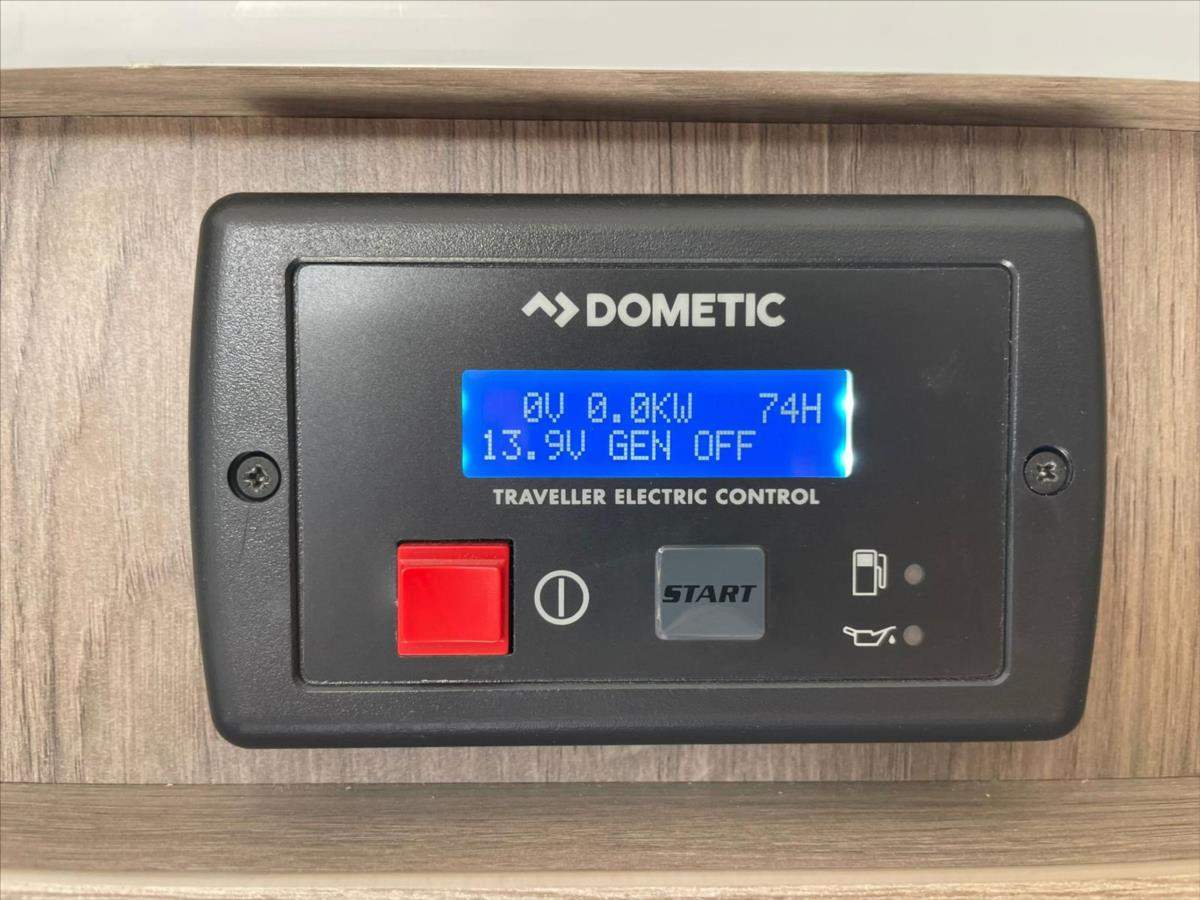 DOMETIC
0V 0.0KW 74H
13.9V GEN OFF
TRAVELLER ELECTRIC CONTROL
START